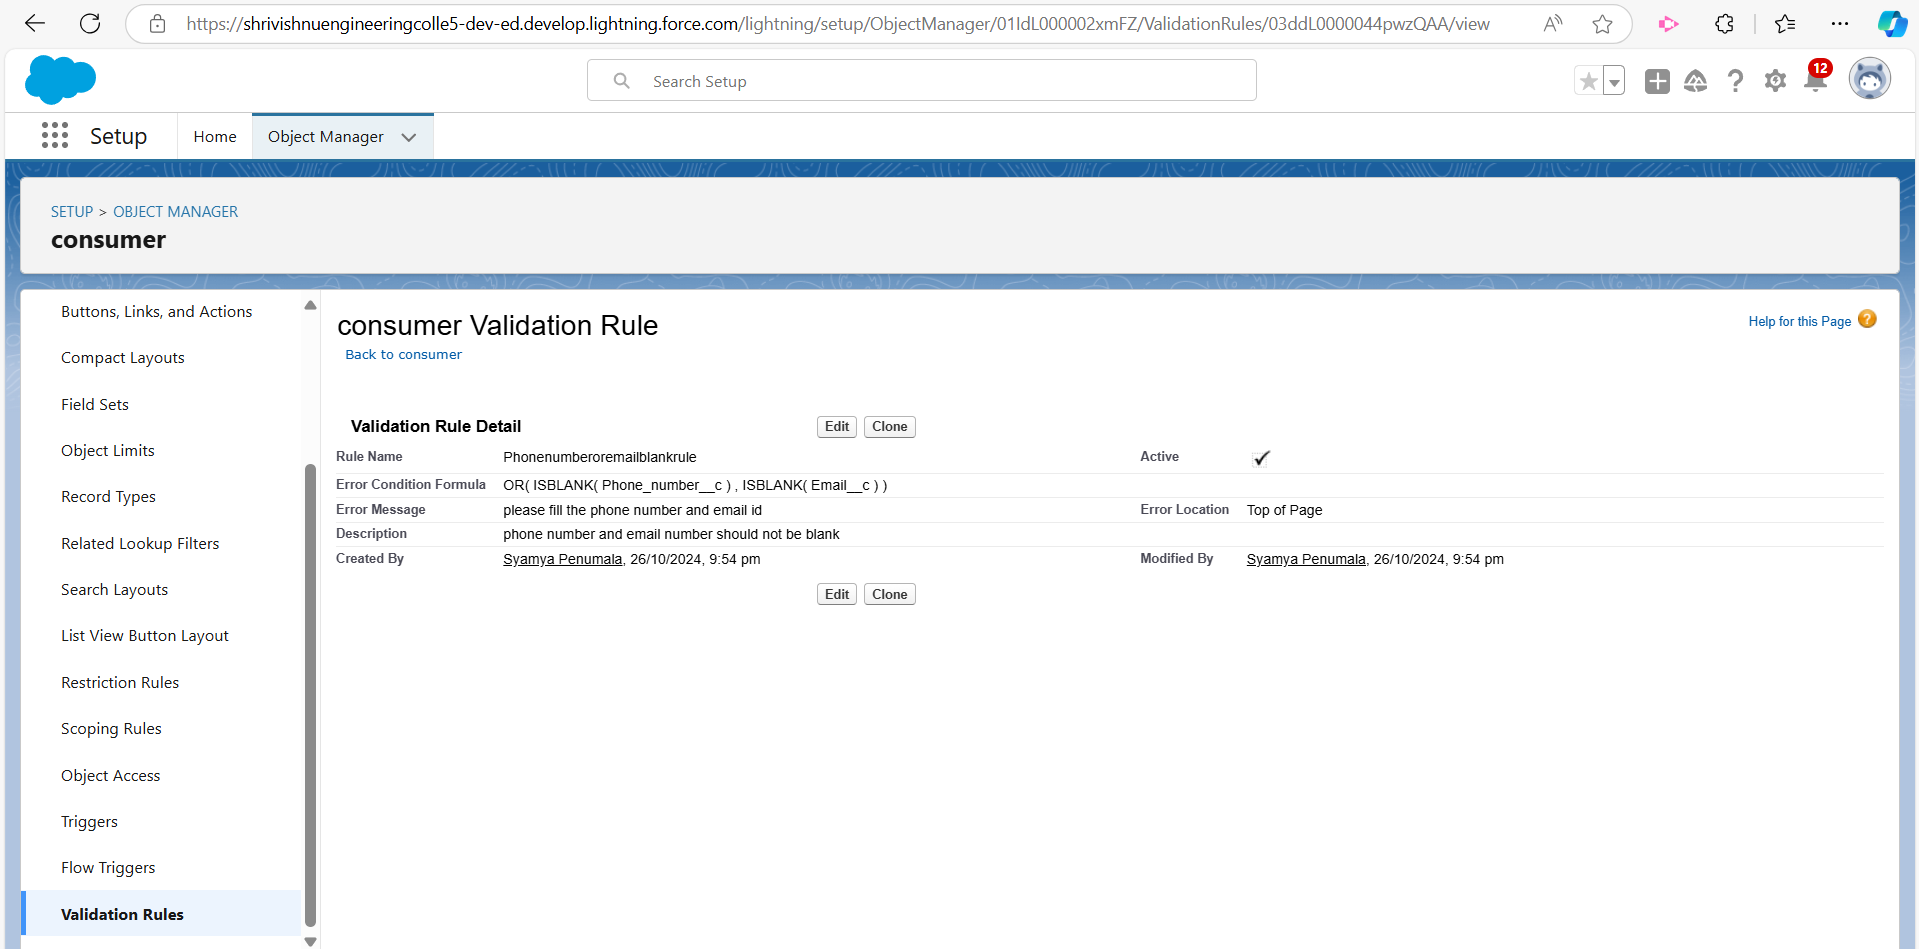 https://shrivishnuengineeringcolle5-dev-ed.develop.lightning.force.com/lightning/setup/ObjectManager/01IdL000002xmFZ/ValidationRules/03ddL0000044pwzQAA/view
Search Setup
12
Setup
Home
Object Manager
SETUP > OBJECT MANAGER
consumer
Buttons, Links, and Actions
Compact Layouts
Field Sets
Object Limits
Record Types
Related Lookup Filters
Search Layouts
List View Button Layout
Restriction Rules
Scoping Rules
Object Access
Triggers
Flow Triggers
Validation Rules
consumer Validation Rule
Help for this Page
Back to consumer
Validation Rule Detail Edit Clone
Rule Name Phonenumberoremailblankrule Active
Error Condition Formula OR( ISBLANK( Phone_number__c ) , ISBLANK( Email__c ) )
Error Message please fill the phone number and email id Error Location Top of Page
Description phone number and email number should not be blank
Created By Syamya Penumala, 26/10/2024, 9:54 pm Modified By Syamya Penumala, 26/10/2024, 9:54 pm
Edit Clone